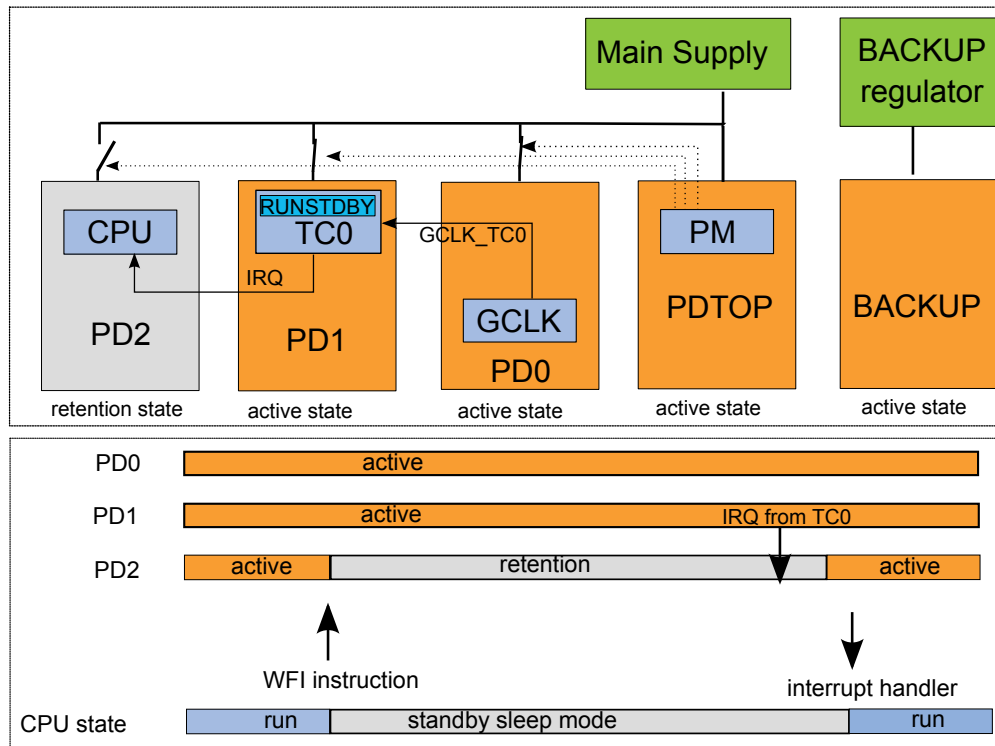 Main Supply
BACKUP
regulator
RUNSTDBY
CPU
TC0
GCLK_TC0
PM
IRQ
GCLK
PDTOP
BACKUP
PD2
PD1
PD0
retention state
active state
active state
active state
active state
PD0
active
PD1
active
IRQ from TC0
PD2
active
retention
active
WFI instruction
interrupt handler
CPU state
run
standby sleep mode
run